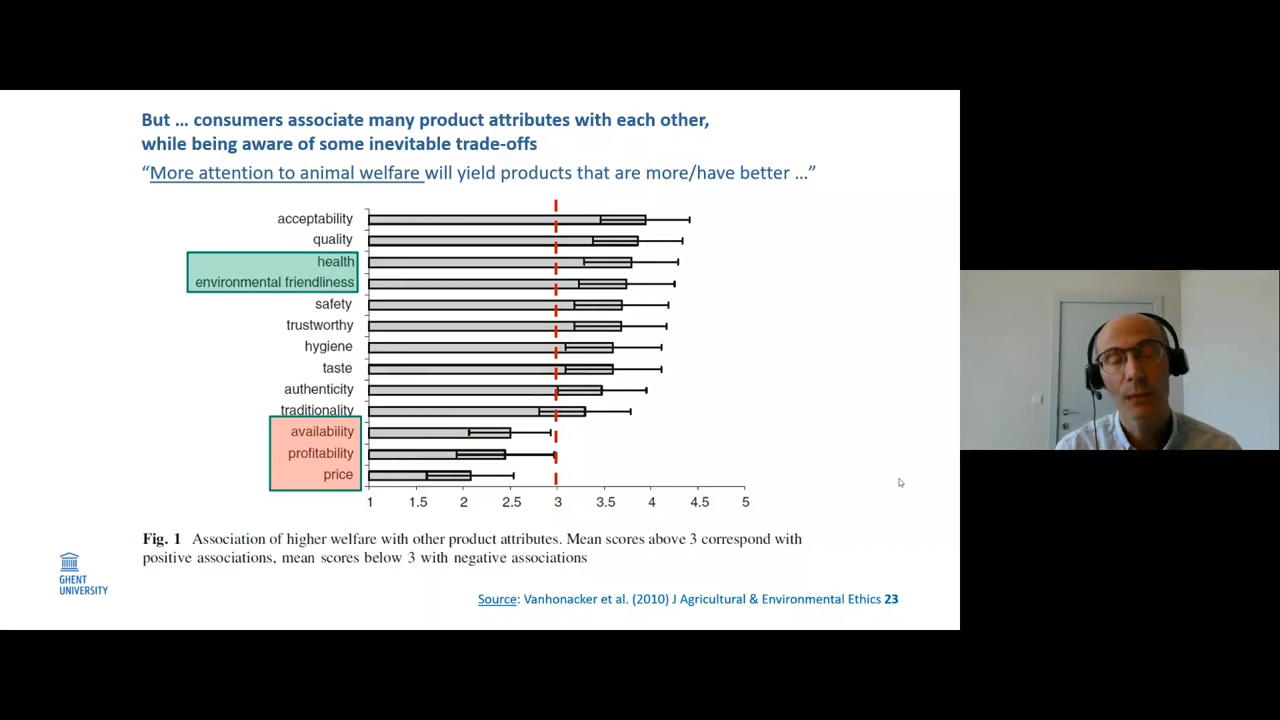 But ... consumers associate many product attributes with each other,
while being aware of some inevitable trade-offs
“More attention to animal welfare will yield products that are more/have better ...”
acceptability
quality
health
environmental friendliness
safety
trustworthy
hygiene
taste
authenticity
traditionality
availability
profitability
price
1 1.5 2 2.5 3 3.5 4 4.5 5
Fig. 1 Association of higher welfare with other product attributes. Mean scores above 3 correspond with
positive associations, mean scores below 3 with negative associations
GHENT
UNIVERSITY
Source: Vanhonacker et al. (2010) J Agricultural & Environmental Ethics 23